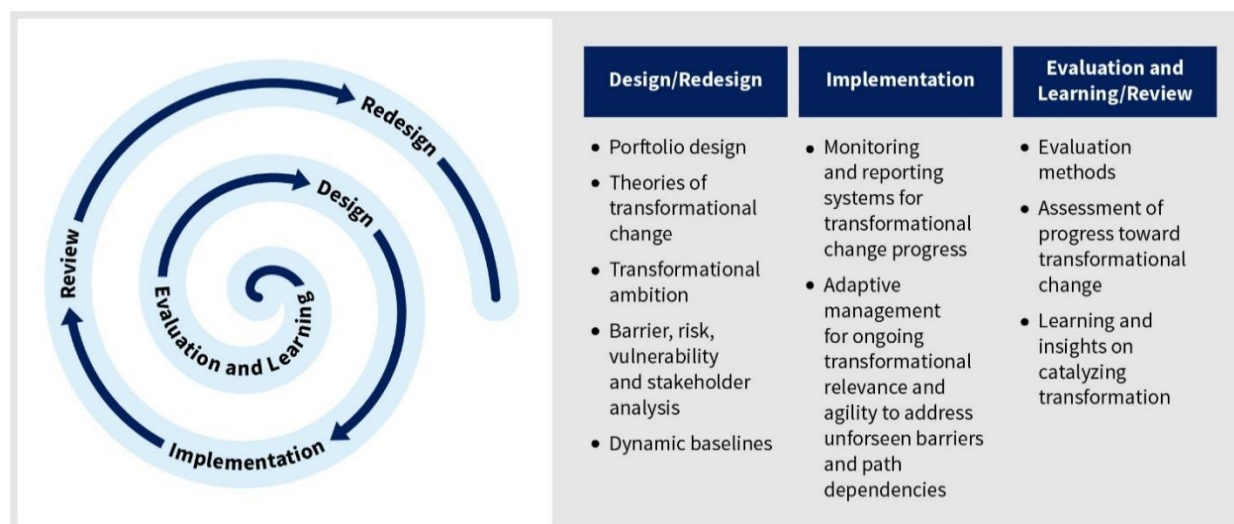 Redesign
Design
Review
Evaluation and Learning
Implementation
Design/Redesign
• Porftolio design
• Theories of
transformational
change
• Transformational
ambition
• Barrier, risk,
vulnerability
and stakeholder
analysis
• Dynamic baselines
Implementation
• Monitoring
and reporting
systems for
transformational
change progress
• Adaptive
management
for ongoing
transformational
relevance and
agility to address
unforseen barriers
and path
dependencies
Evaluation and
Learning/Review
• Evaluation
methods
• Assessment of
progress toward
transformational
change
• Learning and
insights on
catalyzing
transformation